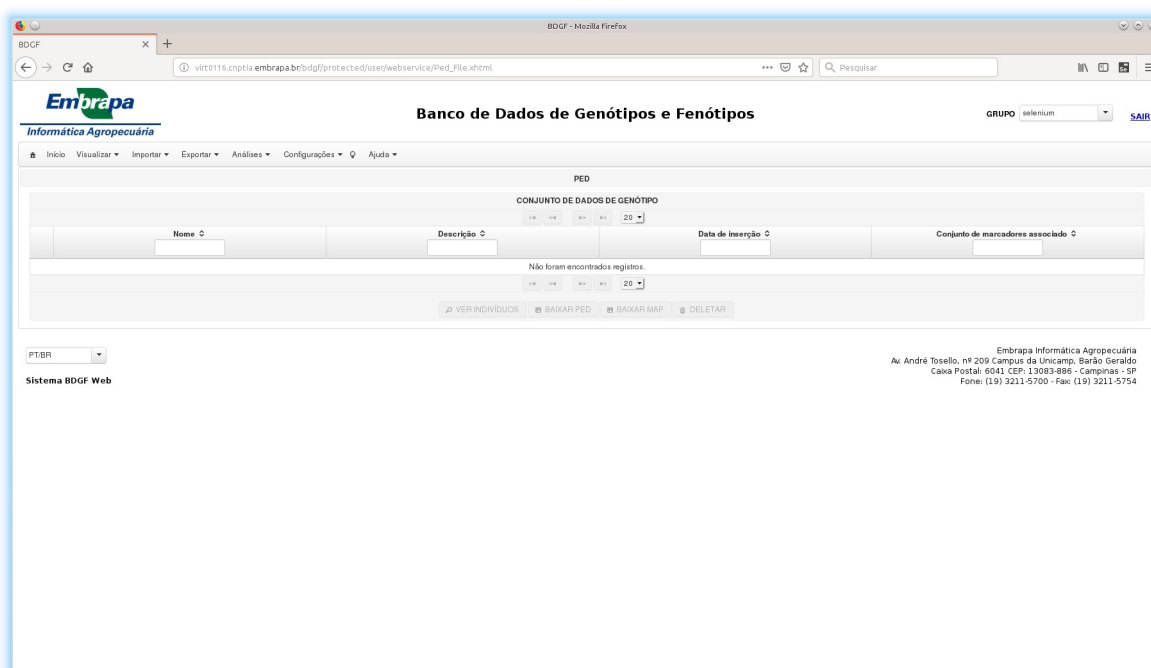 BDGF - Mozilla Firefox
BDGF
virt0116.cnptia.embrapa.br/bdgf/protected/user/webservice/Ped_File.xhtml
Pesquisar
Embrapa
Informática Agropecuária
Banco de Dados de Genótipos e Fenótipos
GRUPO selenium
SAIR
Início Visualizar Importar Exportar Análises Configurações Ajuda
PED
CONJUNTO DE DADOS DE GENÓTIPO
20
Nome Descrição Data de inserção Conjunto de marcadores associado
Não foram encontrados registros.
20
VER INDIVÍDUOS BAIXAR PED BAIXAR MAP DELETAR
PT/BR
Sistema BDGF Web
Embrapa Informática Agropecuária
Av. André Tosello, nº 209 Campus da Unicamp, Barão Geraldo
Caixa Postal: 6041 CEP: 13083-886 - Campinas - SP
Fone: (19) 3211-5700 - Fax: (19) 3211-5754